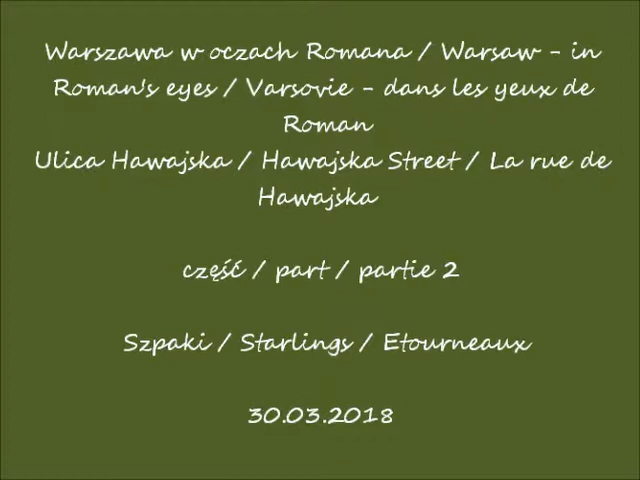 Warszawa w oczach Romana / Warsaw - in
Roman's eyes / Varsovie - dans les yeux de
Roman
Ulica Hawajska / Hawajska Street / La rue de
Hawajska
część / part / partie 2
Szpaki / Starlings / Etourneaux
30.03.2018